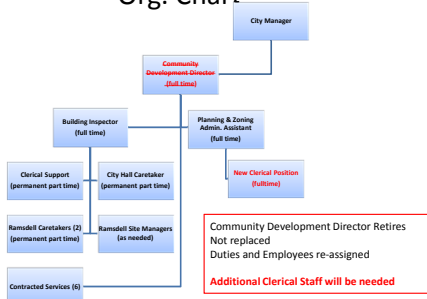 Org. Chart
City Manager
Community
Development Director
(full time)
Building Inspector
(full time)
Planning & Zoning
Admin. Assistant
(full time)
Clerical Support
(permanent part time)
City Hall Caretaker
(permanent part time)
New Clerical Position
(fulltime)
Ramsdell Caretakers (2)
(permanent part time)
Ramsdell Site Managers
(as needed)
Community Development Director Retires
Not replaced
Duties and Employees re-assigned
Additional Clerical Staff will be needed
Contracted Services (6)